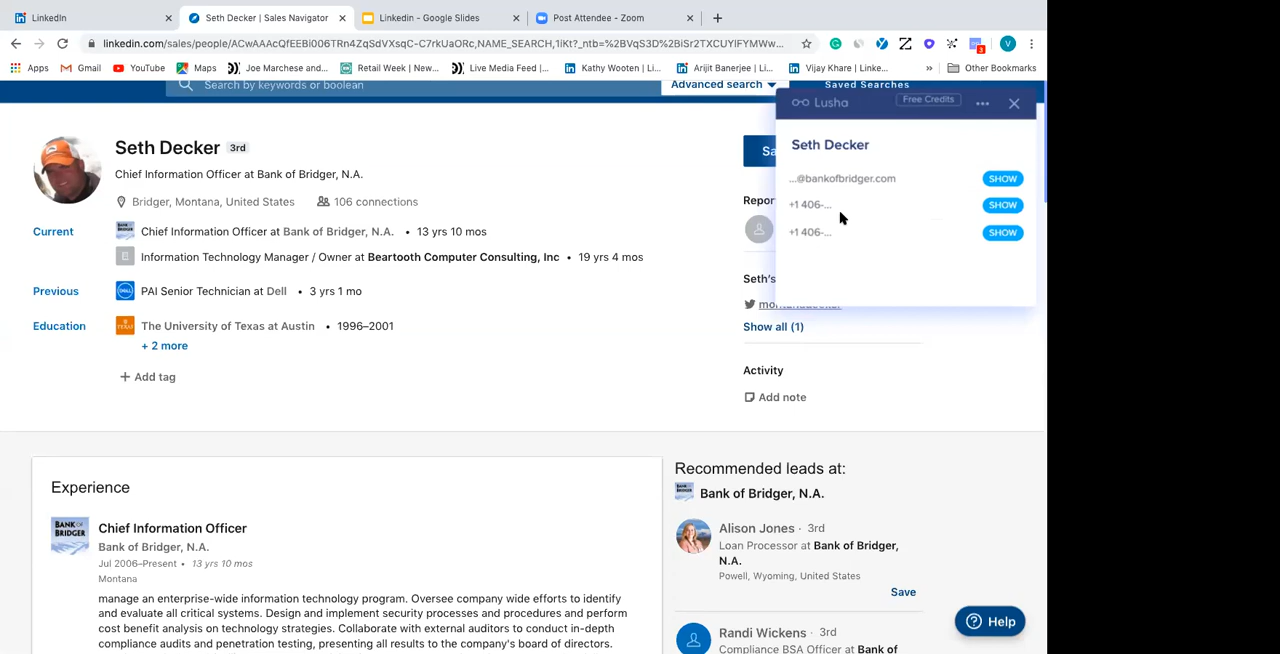 LinkedIn
Seth Decker | Sales Navigator
Linkedin - Google Slides
Post Attendee - Zoom
linkedin.com/sales/people/ACwAAAcQfEEBi006TRn4ZqSdVXsqC-C7rkUaORc,NAME_SEARCH,1iKt?_ntb=%2BVqS3D%2BiSr2TXCUYIFYMWw...
V
3
Apps
Gmail
YouTube
Maps
Joe Marchese and...
Retail Week | New...
Live Media Feed |...
Kathy Wooten | Li...
Arijit Banerjee | Li...
Vijay Khare | Linke...
»
Other Bookmarks
Search by keywords or boolean
Advanced search
Saved Searches
Lusha
Free Credits
Seth Decker
...@bankofbridger.com
SHOW
+1 406-...
SHOW
+1 406-...
SHOW
Seth Decker 3rd
Chief Information Officer at Bank of Bridger, N.A.
Bridger, Montana, United States
106 connections
Current
Chief Information Officer at Bank of Bridger, N.A. • 13 yrs 10 mos
Information Technology Manager / Owner at Beartooth Computer Consulting, Inc • 19 yrs 4 mos
Previous
PAI Senior Technician at Dell • 3 yrs 1 mo
Education
The University of Texas at Austin • 1996–2001
+ 2 more
+ Add tag
Sa
Repor
Seth's
Show all (1)
Activity
Add note
Experience
BANK OF BRIDGER
Chief Information Officer
Bank of Bridger, N.A.
Jul 2006–Present • 13 yrs 10 mos
Montana
manage an enterprise-wide information technology program. Oversee company wide efforts to identify
and evaluate all critical systems. Design and implement security processes and procedures and perform
cost benefit analysis on technology strategies. Collaborate with external auditors to conduct in-depth
compliance audits and penetration testing, presenting all results to the company's board of directors.
Recommended leads at:
Bank of Bridger, N.A.
Alison Jones · 3rd
Loan Processor at Bank of Bridger,
N.A.
Powell, Wyoming, United States
Save
Randi Wickens · 3rd
Compliance BSA Officer at Bank of
Help